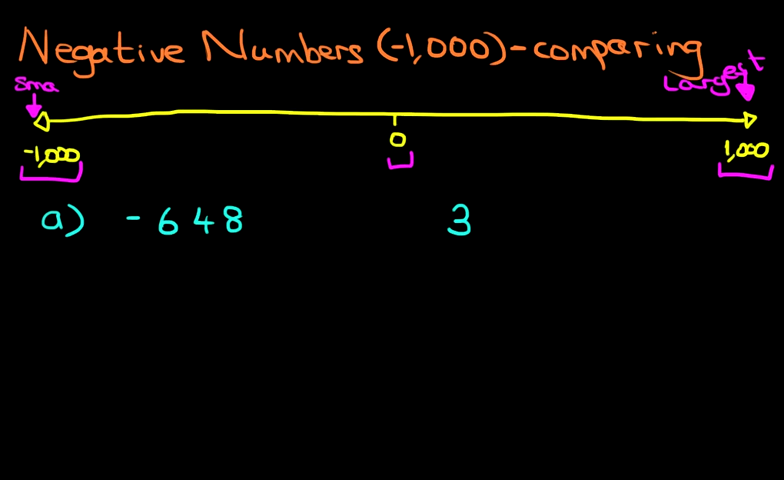 Negative Numbers (-1,000)-comparing
sma Largest
-1,000 0 1,000
a) -648 3